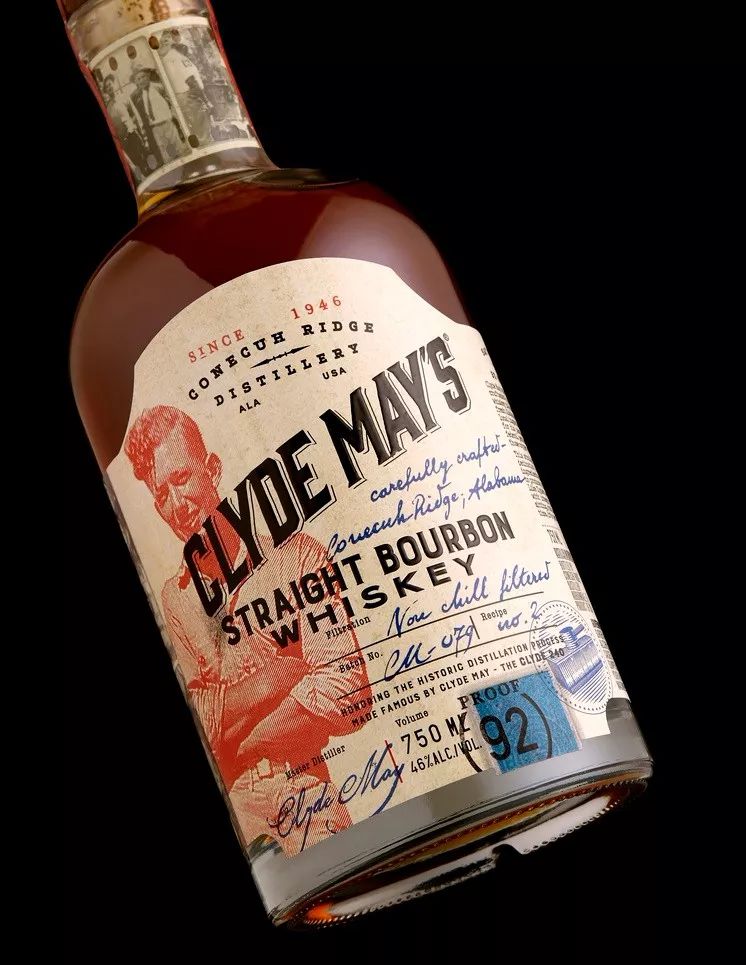 SINCE 1946
CONECUH RIDGE
DISTILLERY
ALA USA
CLYDE MAY'S®
carefully crafted-
Conecuh Ridge, Alabama
STRAIGHT BOURBON
WHISKEY
Filtration Non chill filtered
Batch No. CM-079 Recipe no. 2
HONORING THE HISTORIC DISTILLATION PROCESS
MADE FAMOUS BY CLYDE MAY - THE CLYDE 240
Master Distiller Volume PROOF
Clyde May 750 ML (92)
46%ALC/VOL.